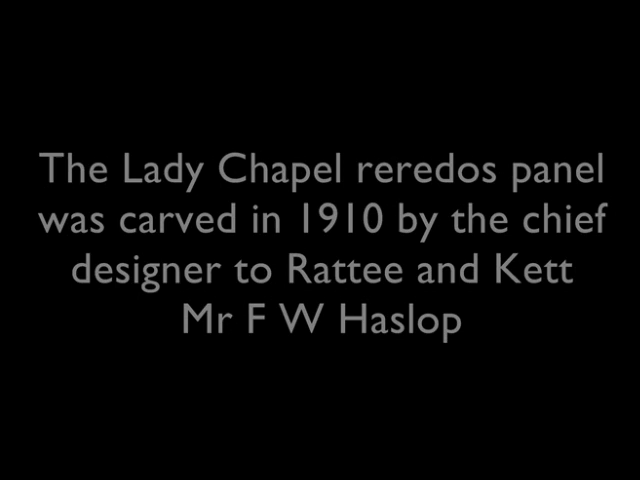 The Lady Chapel reredos panel
was carved in 1910 by the chief
designer to Rattee and Kett
Mr F W Haslop